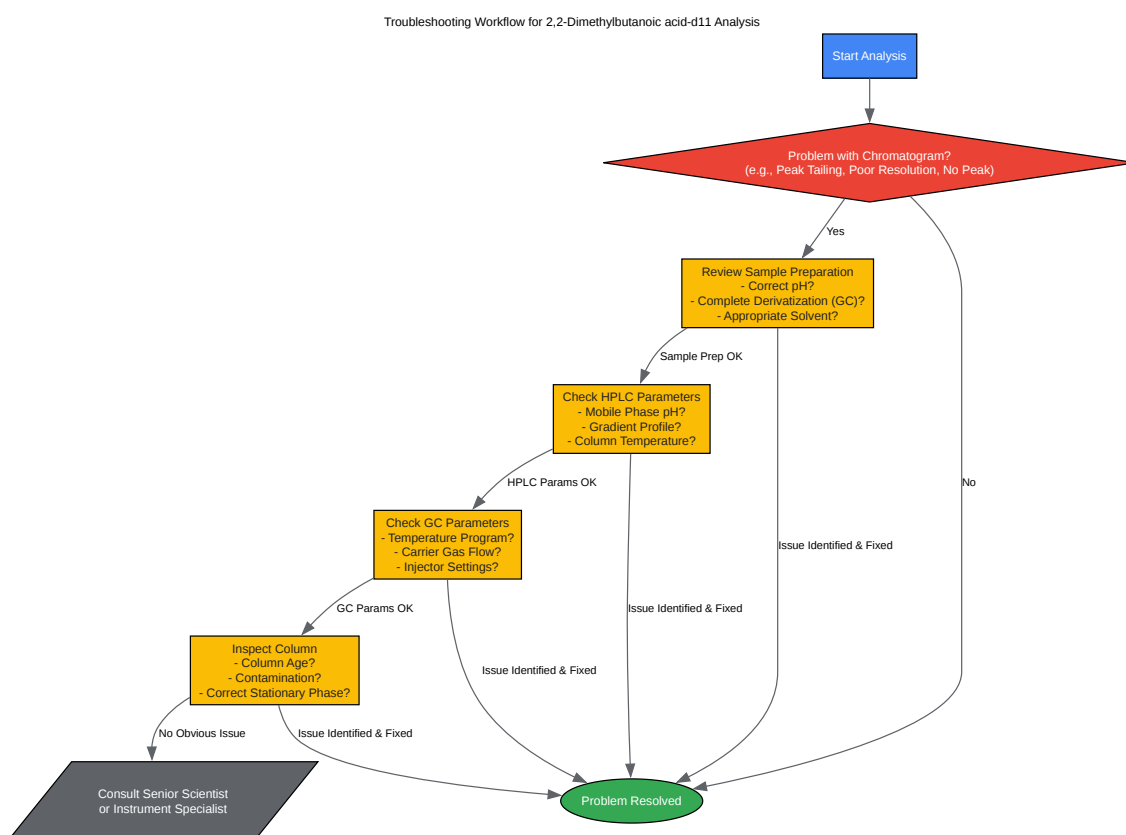 Troubleshooting Workflow for 2,2-Dimethylbutanoic acid-d11 Analysis
Start Analysis
Problem with Chromatogram?
(e.g., Peak Tailing, Poor Resolution, No Peak)
Yes
Review Sample Preparation
- Correct pH?
- Complete Derivatization (GC)?
- Appropriate Solvent?
Sample Prep OK
Check HPLC Parameters
- Mobile Phase pH?
- Gradient Profile?
- Column Temperature?
HPLC Params OK
No
Check GC Parameters
- Temperature Program?
- Carrier Gas Flow?
- Injector Settings?
Issue Identified & Fixed
GC Params OK
Issue Identified & Fixed
Inspect Column
- Column Age?
- Contamination?
- Correct Stationary Phase?
Issue Identified & Fixed
No Obvious Issue
Issue Identified & Fixed
Consult Senior Scientist
or Instrument Specialist
Problem Resolved